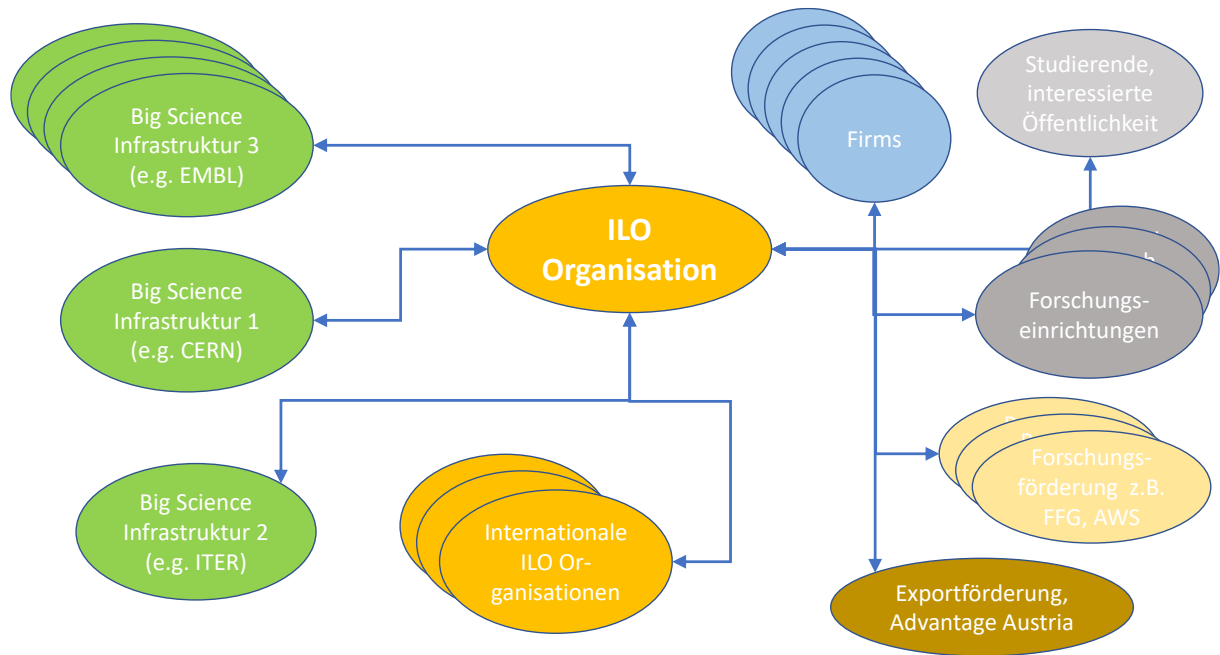 Big Science
Infrastruktur 3
(e.g. EMBL)
Firms
Studierende,
interessierte
Öffentlichkeit
ILO
Organisation
Big Science
Infrastruktur 1
(e.g. CERN)
Forschungs-
einrichtungen
Big Science
Infrastruktur 2
(e.g. ITER)
Internationale
ILO Or-
ganisationen
Forschungs-
förderung z.B.
FFG, AWS
Exportförderung,
Advantage Austria